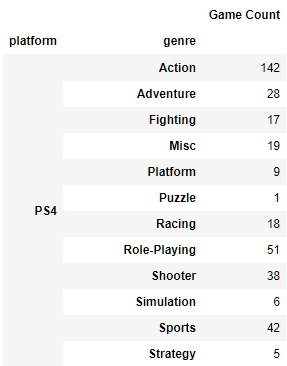 Game Count
platform genre
Action 142
Adventure 28
Fighting 17
Misc 19
Platform 9
Puzzle 1
PS4 Racing 18
Role-Playing 51
Shooter 38
Simulation 6
Sports 42
Strategy 5